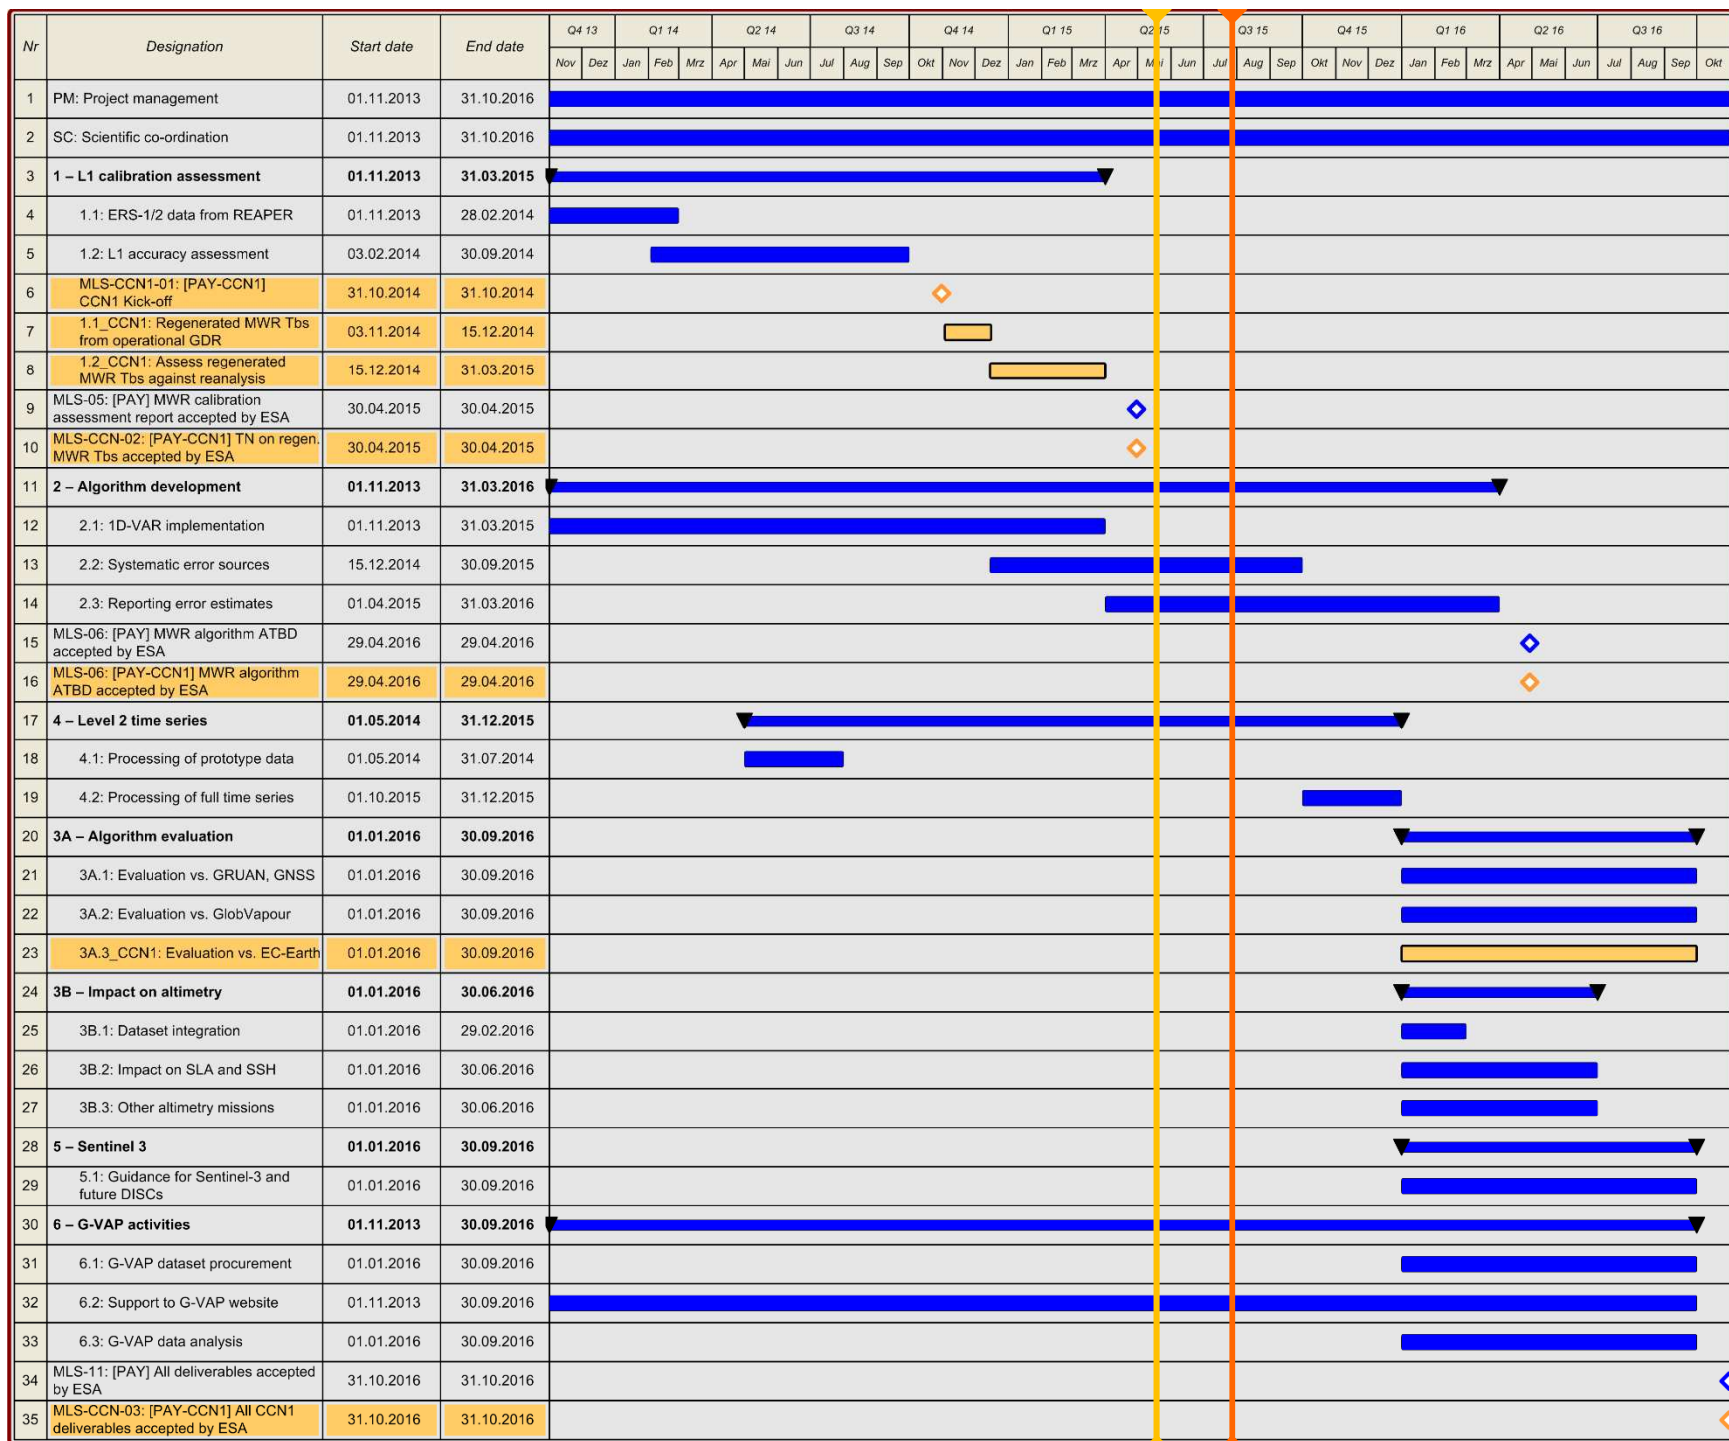 Nr Designation Start date End date Q4 13 Q1 14 Q2 14 Q3 14 Q4 14 Q1 15 Q2 15 Q3 15 Q4 15 Q1 16 Q2 16 Q3 16
Nov Dez Jan Feb Mrz Apr Mai Jun Jul Aug Sep Okt Nov Dez Jan Feb Mrz Apr Mai Jun Jul Aug Sep Okt Nov Dez Jan Feb Mrz Apr Mai Jun Jul Aug Sep Okt
1 PM: Project management 01.11.2013 31.10.2016
2 SC: Scientific co-ordination 01.11.2013 31.10.2016
3 1 – L1 calibration assessment 01.11.2013 31.03.2015
4 1.1: ERS-1/2 data from REAPER 01.11.2013 28.02.2014
5 1.2: L1 accuracy assessment 03.02.2014 30.09.2014
6 MLS-CCN1-01: [PAY-CCN1]
CCN1 Kick-off 31.10.2014 31.10.2014
7 1.1_CCN1: Regenerated MWR Tbs
from operational GDR 03.11.2014 15.12.2014
8 1.2_CCN1: Assess regenerated
MWR Tbs against reanalysis 15.12.2014 31.03.2015
9 MLS-05: [PAY] MWR calibration
assessment report accepted by ESA 30.04.2015 30.04.2015
10 MLS-CCN-02: [PAY-CCN1] TN on regen.
MWR Tbs accepted by ESA 30.04.2015 30.04.2015
11 2 – Algorithm development 01.11.2013 31.03.2016
12 2.1: 1D-VAR implementation 01.11.2013 31.03.2015
13 2.2: Systematic error sources 15.12.2014 30.09.2015
14 2.3: Reporting error estimates 01.04.2015 31.03.2016
15 MLS-06: [PAY] MWR algorithm ATBD
accepted by ESA 29.04.2016 29.04.2016
16 MLS-06: [PAY-CCN1] MWR algorithm
ATBD accepted by ESA 29.04.2016 29.04.2016
17 4 – Level 2 time series 01.05.2014 31.12.2015
18 4.1: Processing of prototype data 01.05.2014 31.07.2014
19 4.2: Processing of full time series 01.10.2015 31.12.2015
20 3A – Algorithm evaluation 01.01.2016 30.09.2016
21 3A.1: Evaluation vs. GRUAN, GNSS 01.01.2016 30.09.2016
22 3A.2: Evaluation vs. GlobVapour 01.01.2016 30.09.2016
23 3A.3_CCN1: Evaluation vs. EC-Earth 01.01.2016 30.09.2016
24 3B – Impact on altimetry 01.01.2016 30.06.2016
25 3B.1: Dataset integration 01.01.2016 29.02.2016
26 3B.2: Impact on SLA and SSH 01.01.2016 30.06.2016
27 3B.3: Other altimetry missions 01.01.2016 30.06.2016
28 5 – Sentinel 3 01.01.2016 30.09.2016
29 5.1: Guidance for Sentinel-3 and
future DISCs 01.01.2016 30.09.2016
30 6 – G-VAP activities 01.11.2013 30.09.2016
31 6.1: G-VAP dataset procurement 01.01.2016 30.09.2016
32 6.2: Support to G-VAP website 01.11.2013 30.09.2016
33 6.3: G-VAP data analysis 01.01.2016 30.09.2016
34 MLS-11: [PAY] All deliverables accepted
by ESA 31.10.2016 31.10.2016
35 MLS-CCN-03: [PAY-CCN1] All CCN1
deliverables accepted by ESA 31.10.2016 31.10.2016